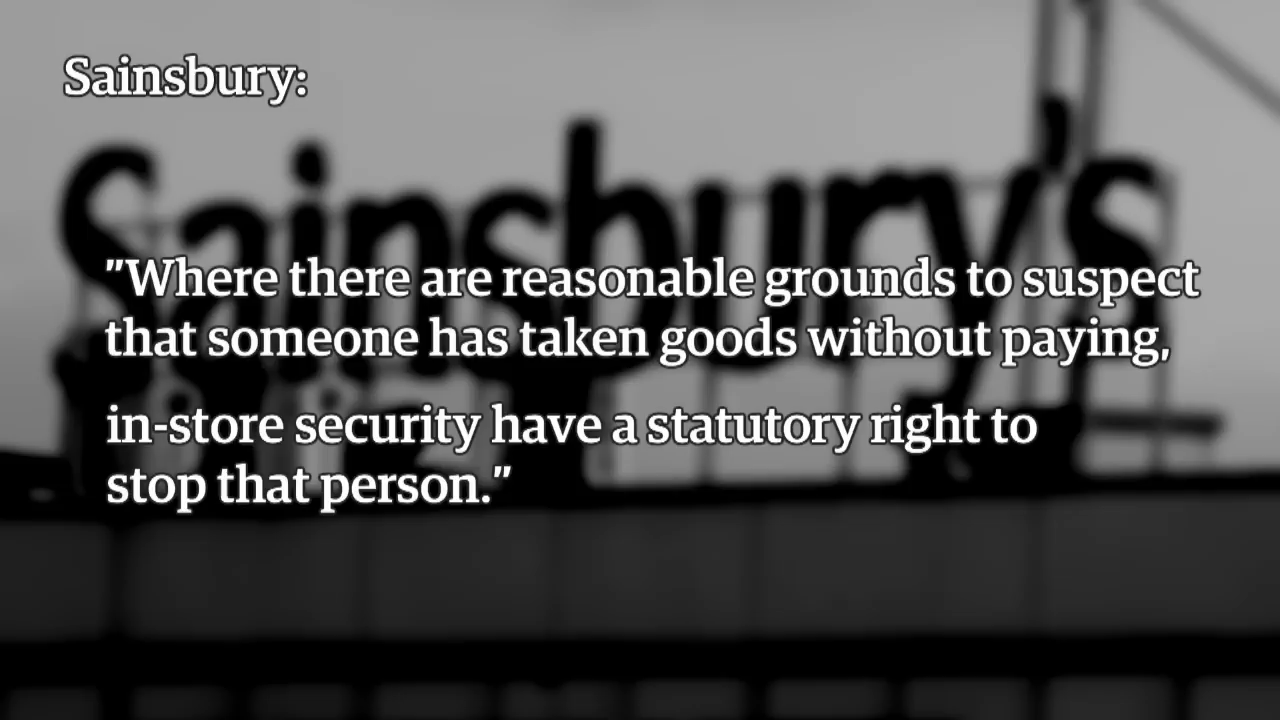 Sainsbury:
Sainsbury's
"Where there are reasonable grounds to suspect
that someone has taken goods without paying,
in-store security have a statutory right to
stop that person."